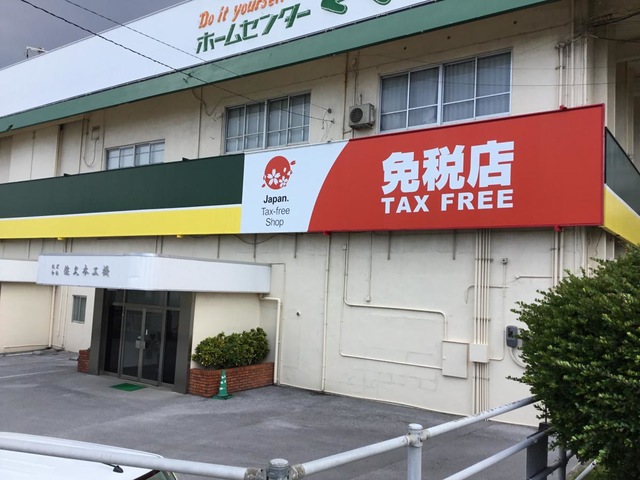 Do it yourself
ホームセンター
免税店
TAX FREE
Japan.
Tax-free
Shop